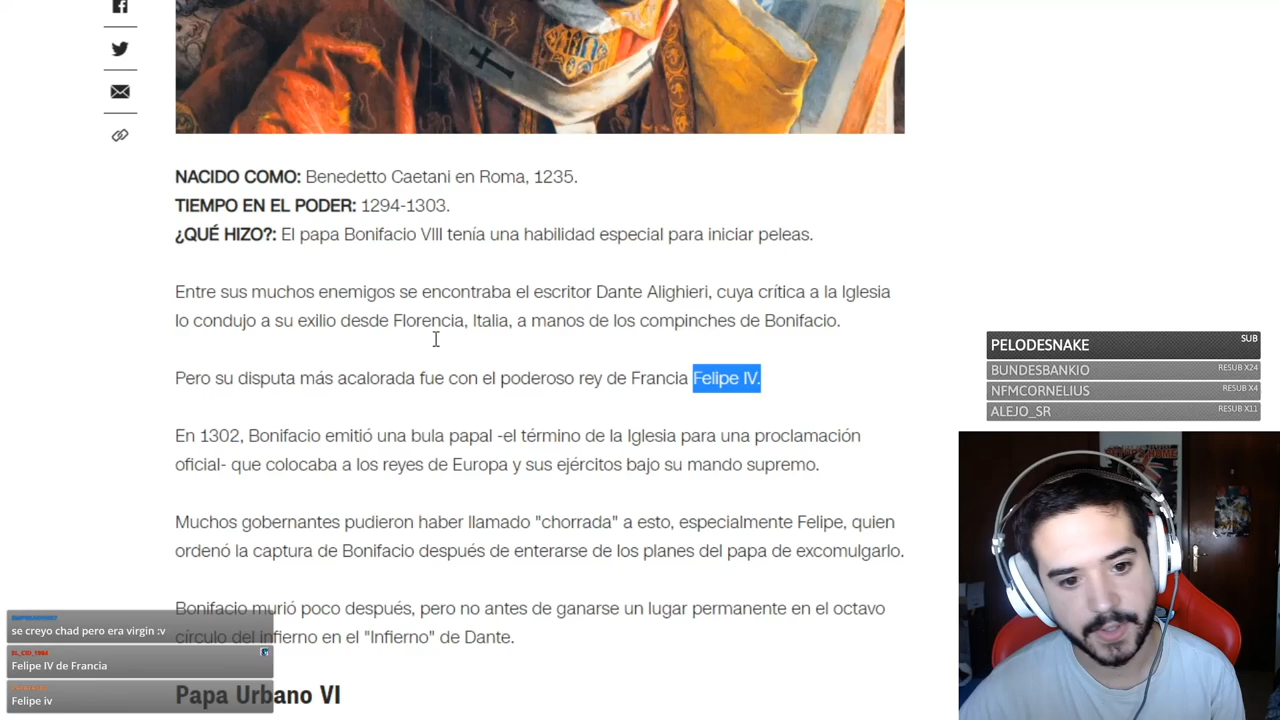 NACIDO COMO: Benedetto Caetani en Roma, 1235.
TIEMPO EN EL PODER: 1294-1303.
¿QUÉ HIZO?: El papa Bonifacio VIII tenía una habilidad especial para iniciar peleas.
Entre sus muchos enemigos se encontraba el escritor Dante Alighieri, cuya crítica a la Iglesia
lo condujo a su exilio desde Florencia, Italia, a manos de los compinches de Bonifacio.
Pero su disputa más acalorada fue con el poderoso rey de Francia Felipe IV.
En 1302, Bonifacio emitió una bula papal -el término de la Iglesia para una proclamación
oficial- que colocaba a los reyes de Europa y sus ejércitos bajo su mando supremo.
Muchos gobernantes pudieron haber llamado "chorrada" a esto, especialmente Felipe, quien
ordenó la captura de Bonifacio después de enterarse de los planes del papa de excomulgarlo.
Bonifacio murió poco después, pero no antes de ganarse un lugar permanente en el octavo
círculo del infierno en el "Infierno" de Dante.
Papa Urbano VI
se creyo chad pero era virgin :v
Felipe IV de Francia
Felipe iv
PELODESNAKE SUB
BUNDESBANKIO RESUB X24
NFMCORNELIUS RESUB X4
ALEJO_SR RESUB X11